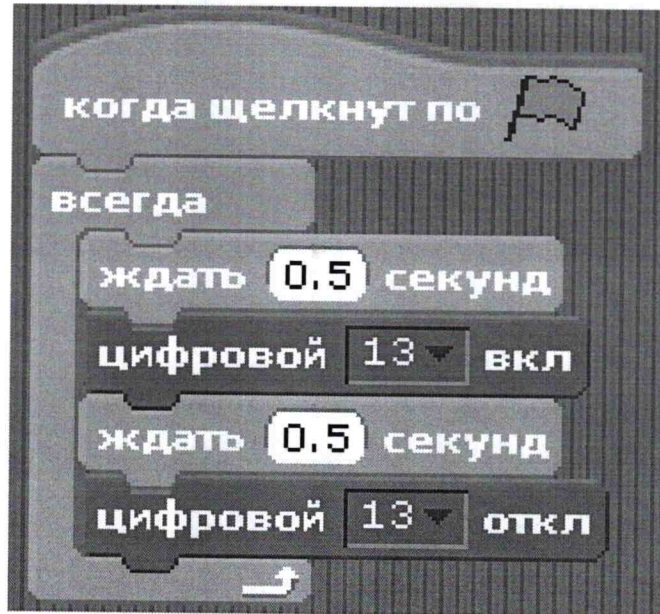 когда щелкнут по
всегда
ждать 0.5 секунд
цифровой 13 вкл
ждать 0.5 секунд
цифровой 13 откл